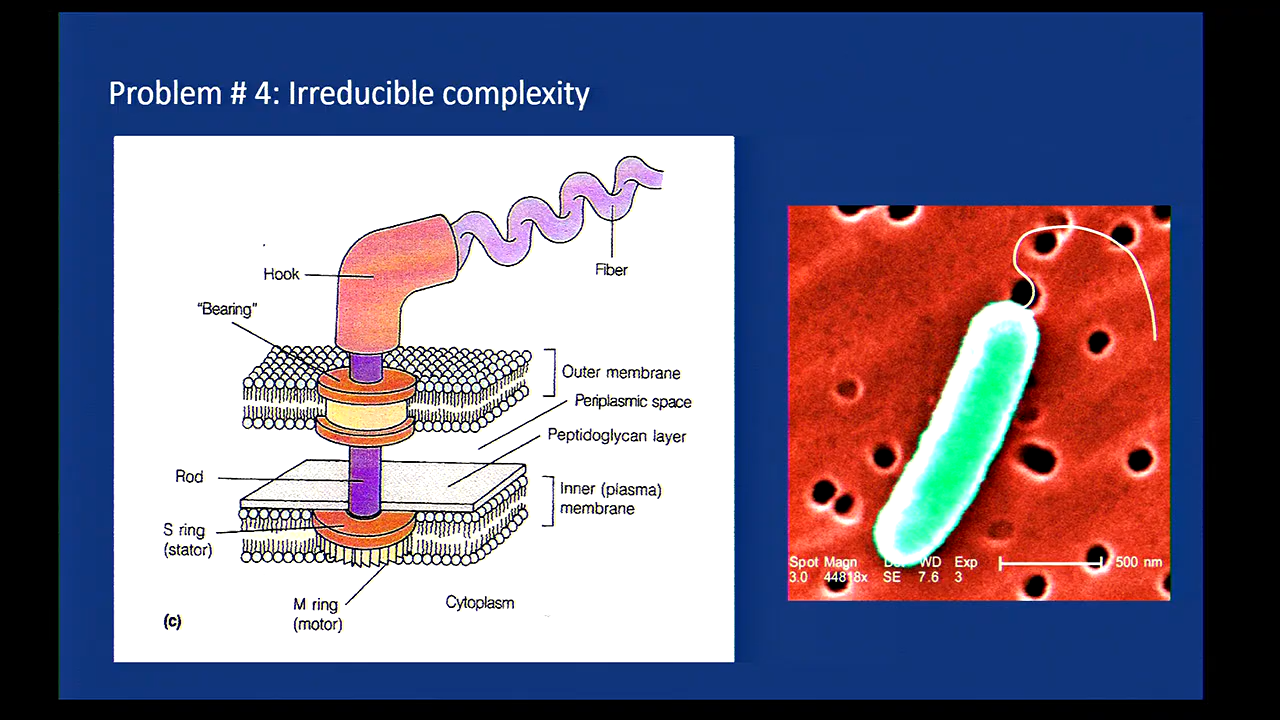 Problem # 4: Irreducible complexity
Hook
Fiber
"Bearing"
Outer membrane
Periplasmic space
Peptidoglycan layer
Rod
Inner (plasma)
membrane
S ring
(stator)
M ring
(motor)
Cytoplasm
(c)
Spot Magn WD Exp
3.0 44818x SE 7.6 3
500 nm